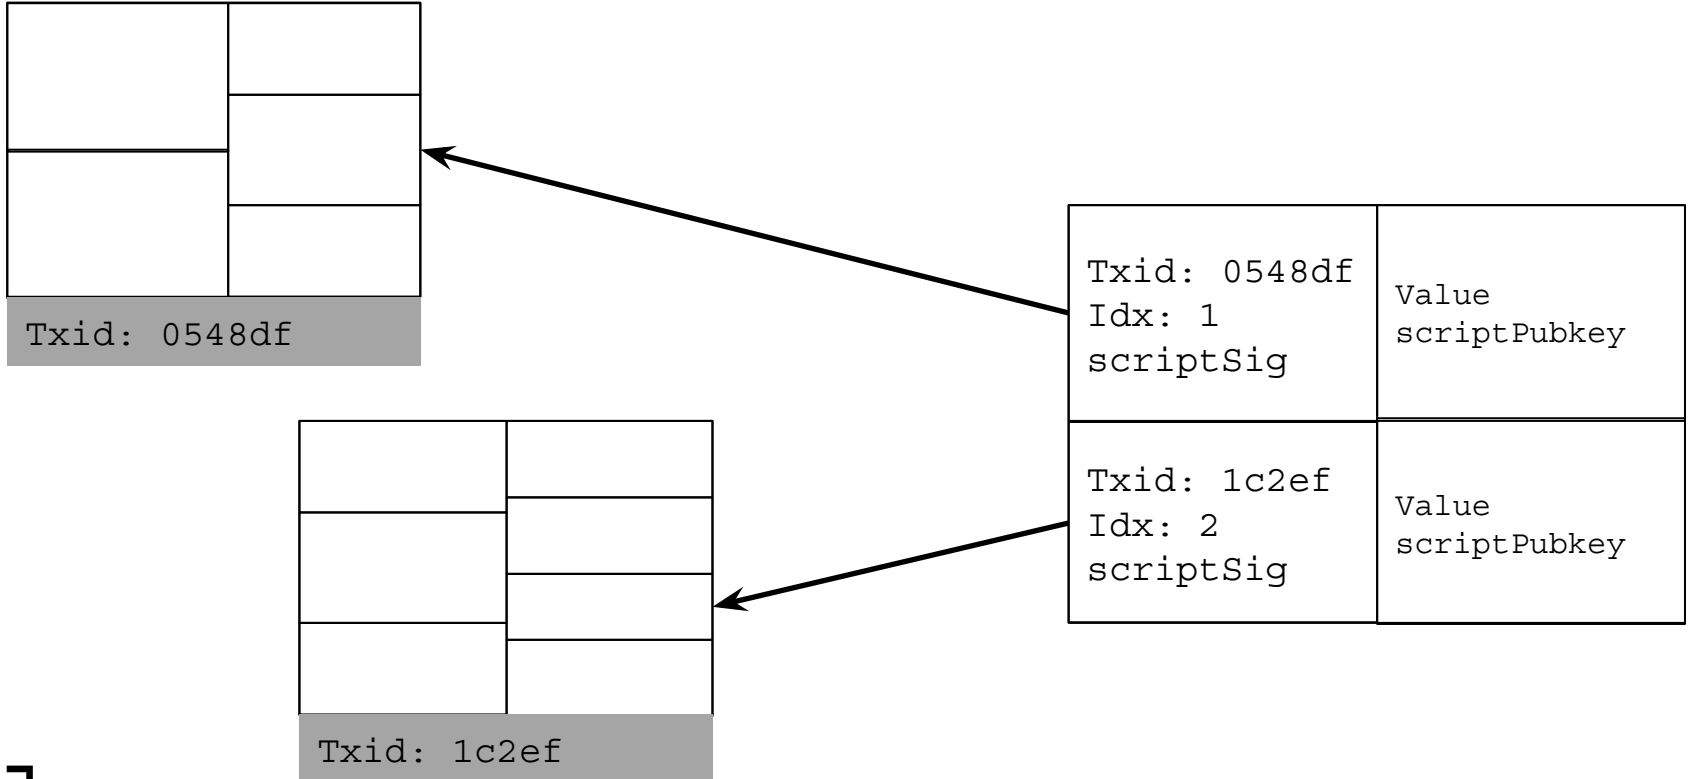 Txid: 0548df
Txid: 0548df
Idx: 1
scriptSig
Value
scriptPubkey
Txid: 1c2ef
Idx: 2
scriptSig
Value
scriptPubkey
Txid: 1c2ef